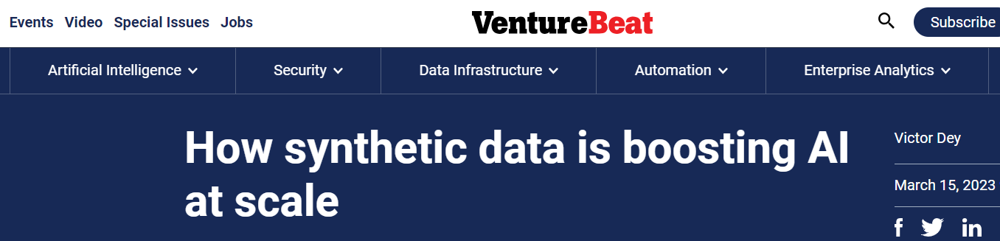 Events Video Special Issues Jobs VentureBeat Subscribe
Artificial Intelligence Security Data Infrastructure Automation Enterprise Analytics
How synthetic data is boosting AI
at scale
Victor Dey
March 15, 2023